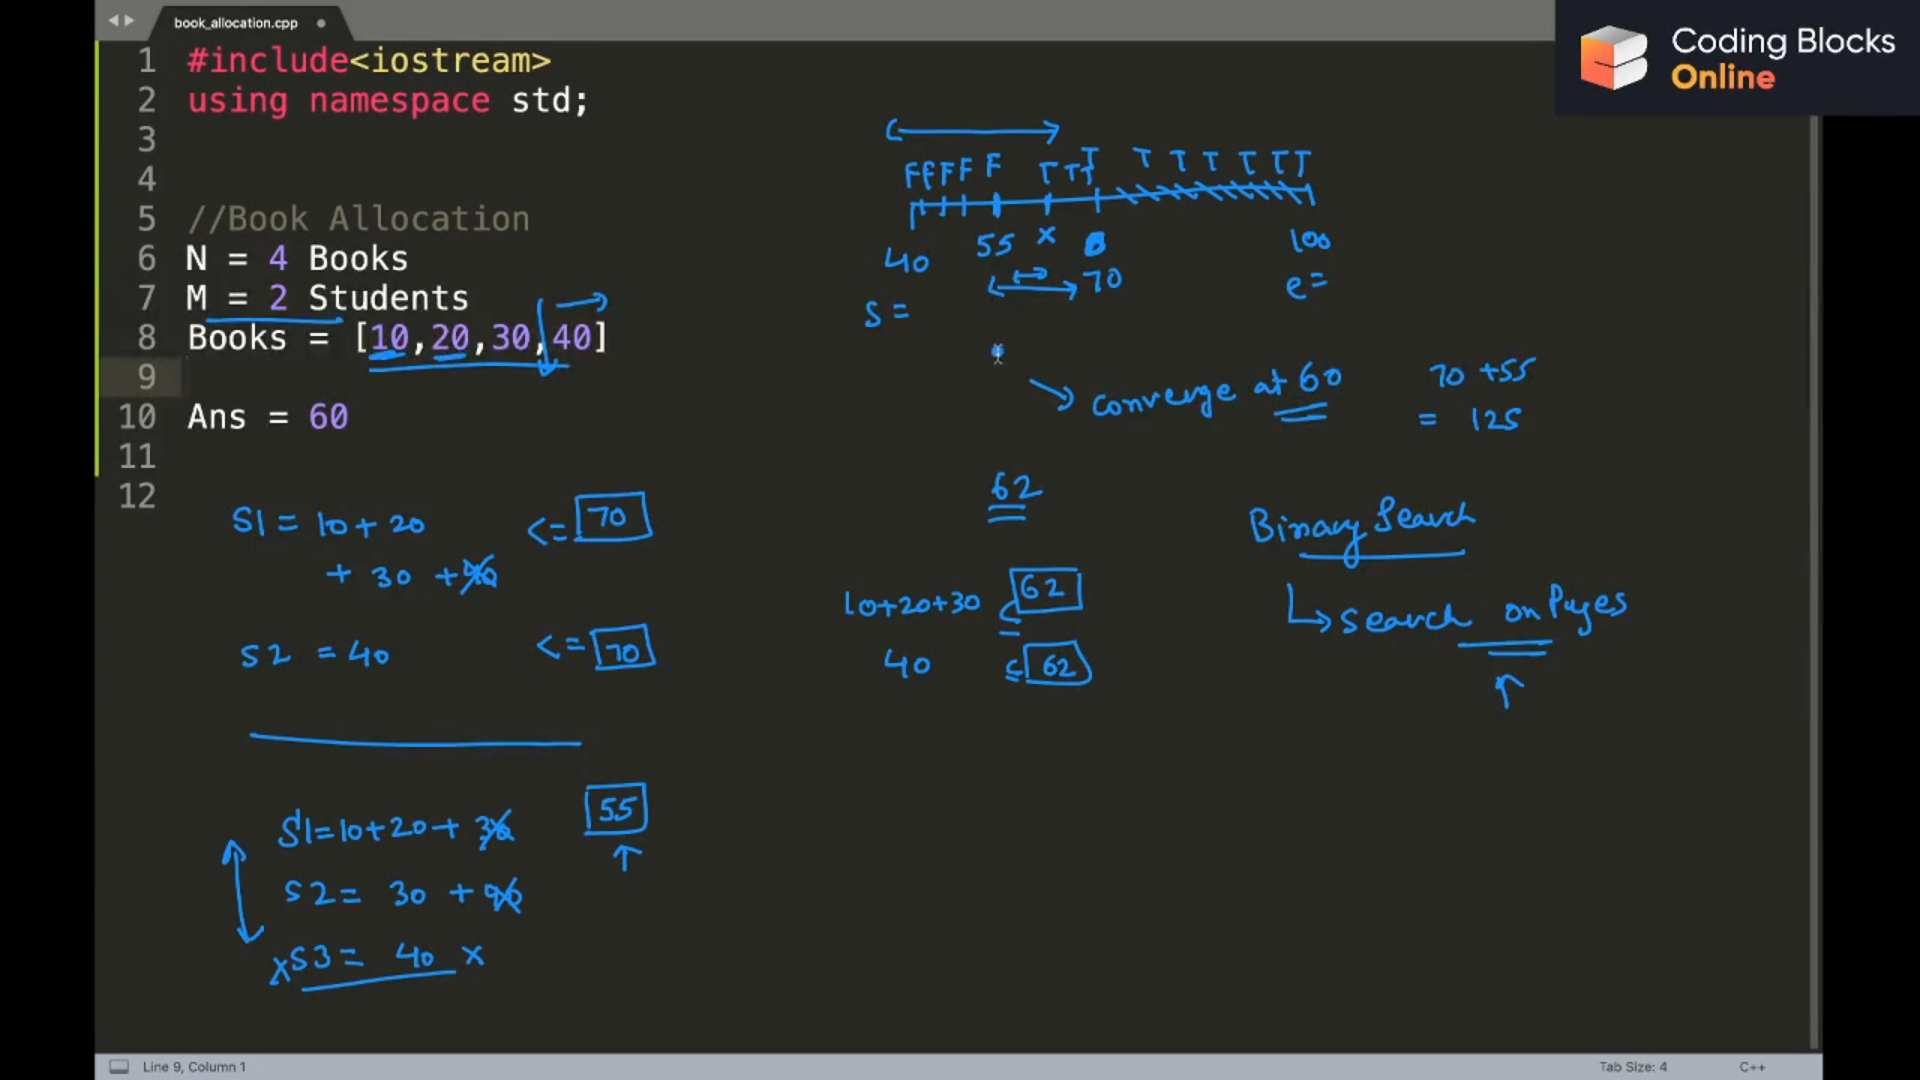 book_allocation.cpp
Coding Blocks
Online
1 #include<iostream>
2 using namespace std;
3
4
5 //Book Allocation
6 N = 4 Books
7 M = 2 Students
8 Books = [10,20,30,40]
9
10 Ans = 60
11
12
F F F F F T T T T T T T T T
40 55 x 70 100
s =
e =
converge at 60
70 +55
= 125
S1 = 10+ 20
+ 30 + 40
<= 70
S2 = 40
<= 70
62
10+20+30 <= 62
40 <= 62
Binary Search
↳ Search on Pages
S1=10+20+ 30
55
S2= 30 + 40
x S3= 40 x
Line 9, Column 1
Tab Size: 4
C++